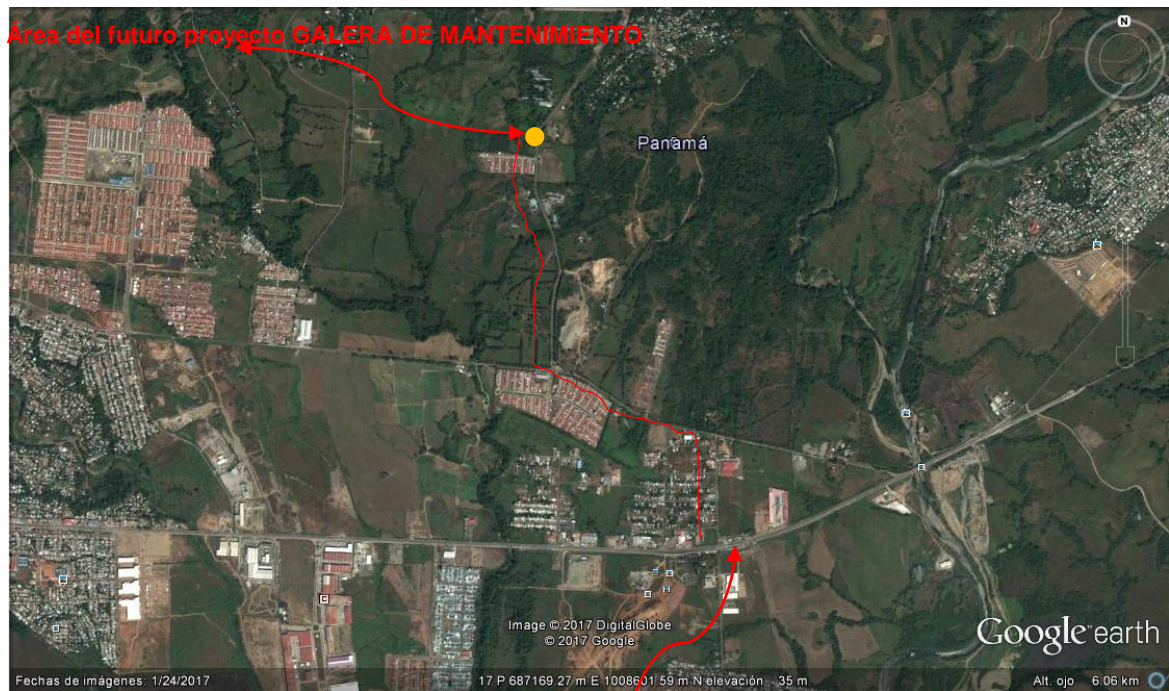 Área del futuro proyecto GALERA DE MANTENIMIENTO
N
Panamá
C
Image © 2017 DigitalGlobe
© 2017 Google
Google earth
Fechas de imágenes: 1/24/2017 17 P 687169.27 m E 1008601.59 m N elevación 35 m Alt. ojo 6.06 km